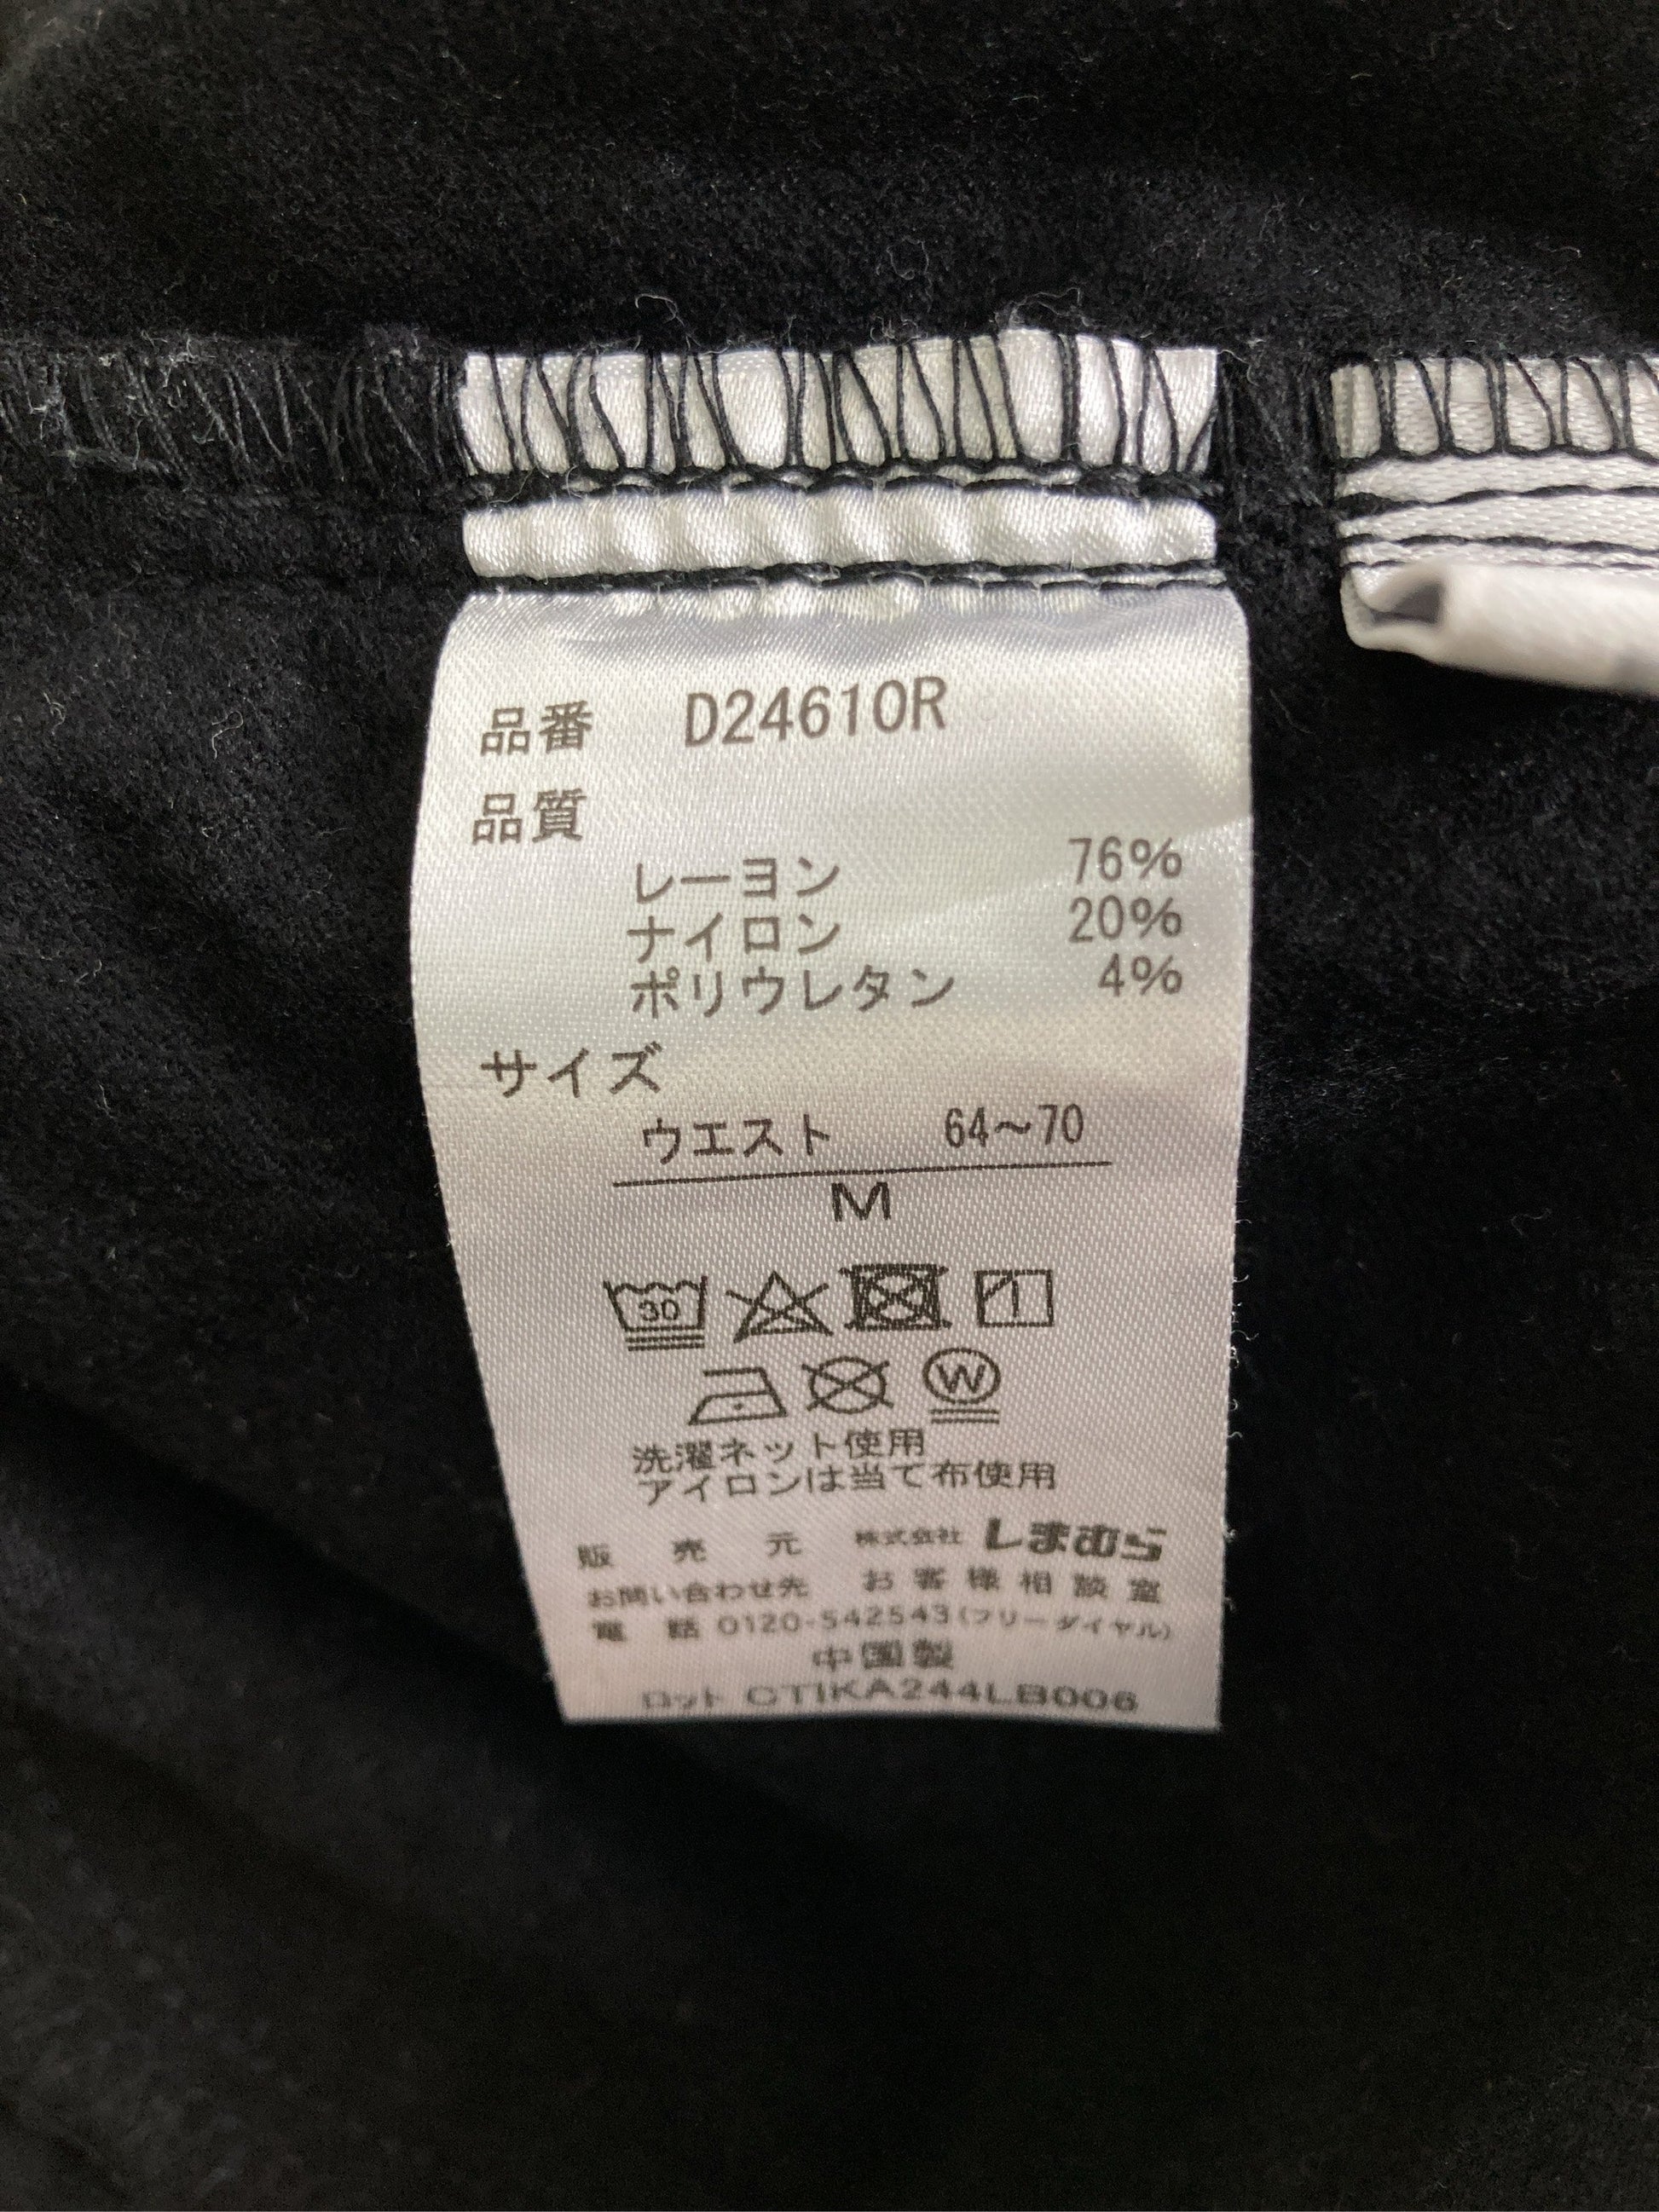 品番 D24610R
品質
レーヨン 76%
ナイロン 20%
ポリウレタン 4%
サイズ
ウエスト 64〜70
M
30
W
洗濯ネット使用
アイロンは当て布使用
販売元 株式会社しまむら
お問い合わせ先 お客様相談室
電話 0120-542543(フリーダイヤル)
中国製
ロット CTIKA244LB006